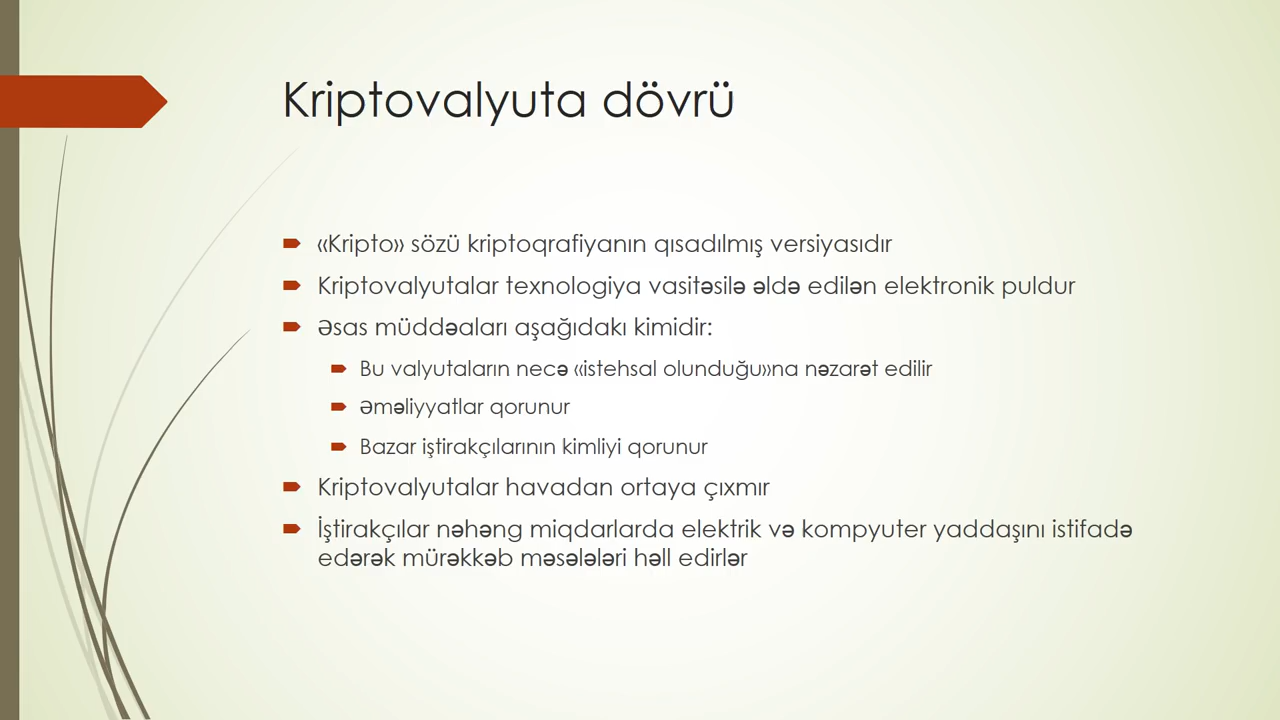 Kriptovalyuta dövrü
«Kripto» sözü kriptoqrafiyanın qısadılmış versiyasıdır
Kriptovalyutalar texnologiya vasitəsilə əldə edilən elektronik puldur
Əsas müddəaları aşağıdakı kimidir:
Bu valyutaların necə «istehsal olunduğu»na nəzarət edilir
Əməliyyatlar qorunur
Bazar iştirakçılarının kimliyi qorunur
Kriptovalyutalar havadan ortaya çıxmır
İştirakçılar nəhəng miqdarlarda elektrik və kompyuter yaddaşını istifadə
edərək mürəkkəb məsələləri həll edirlər